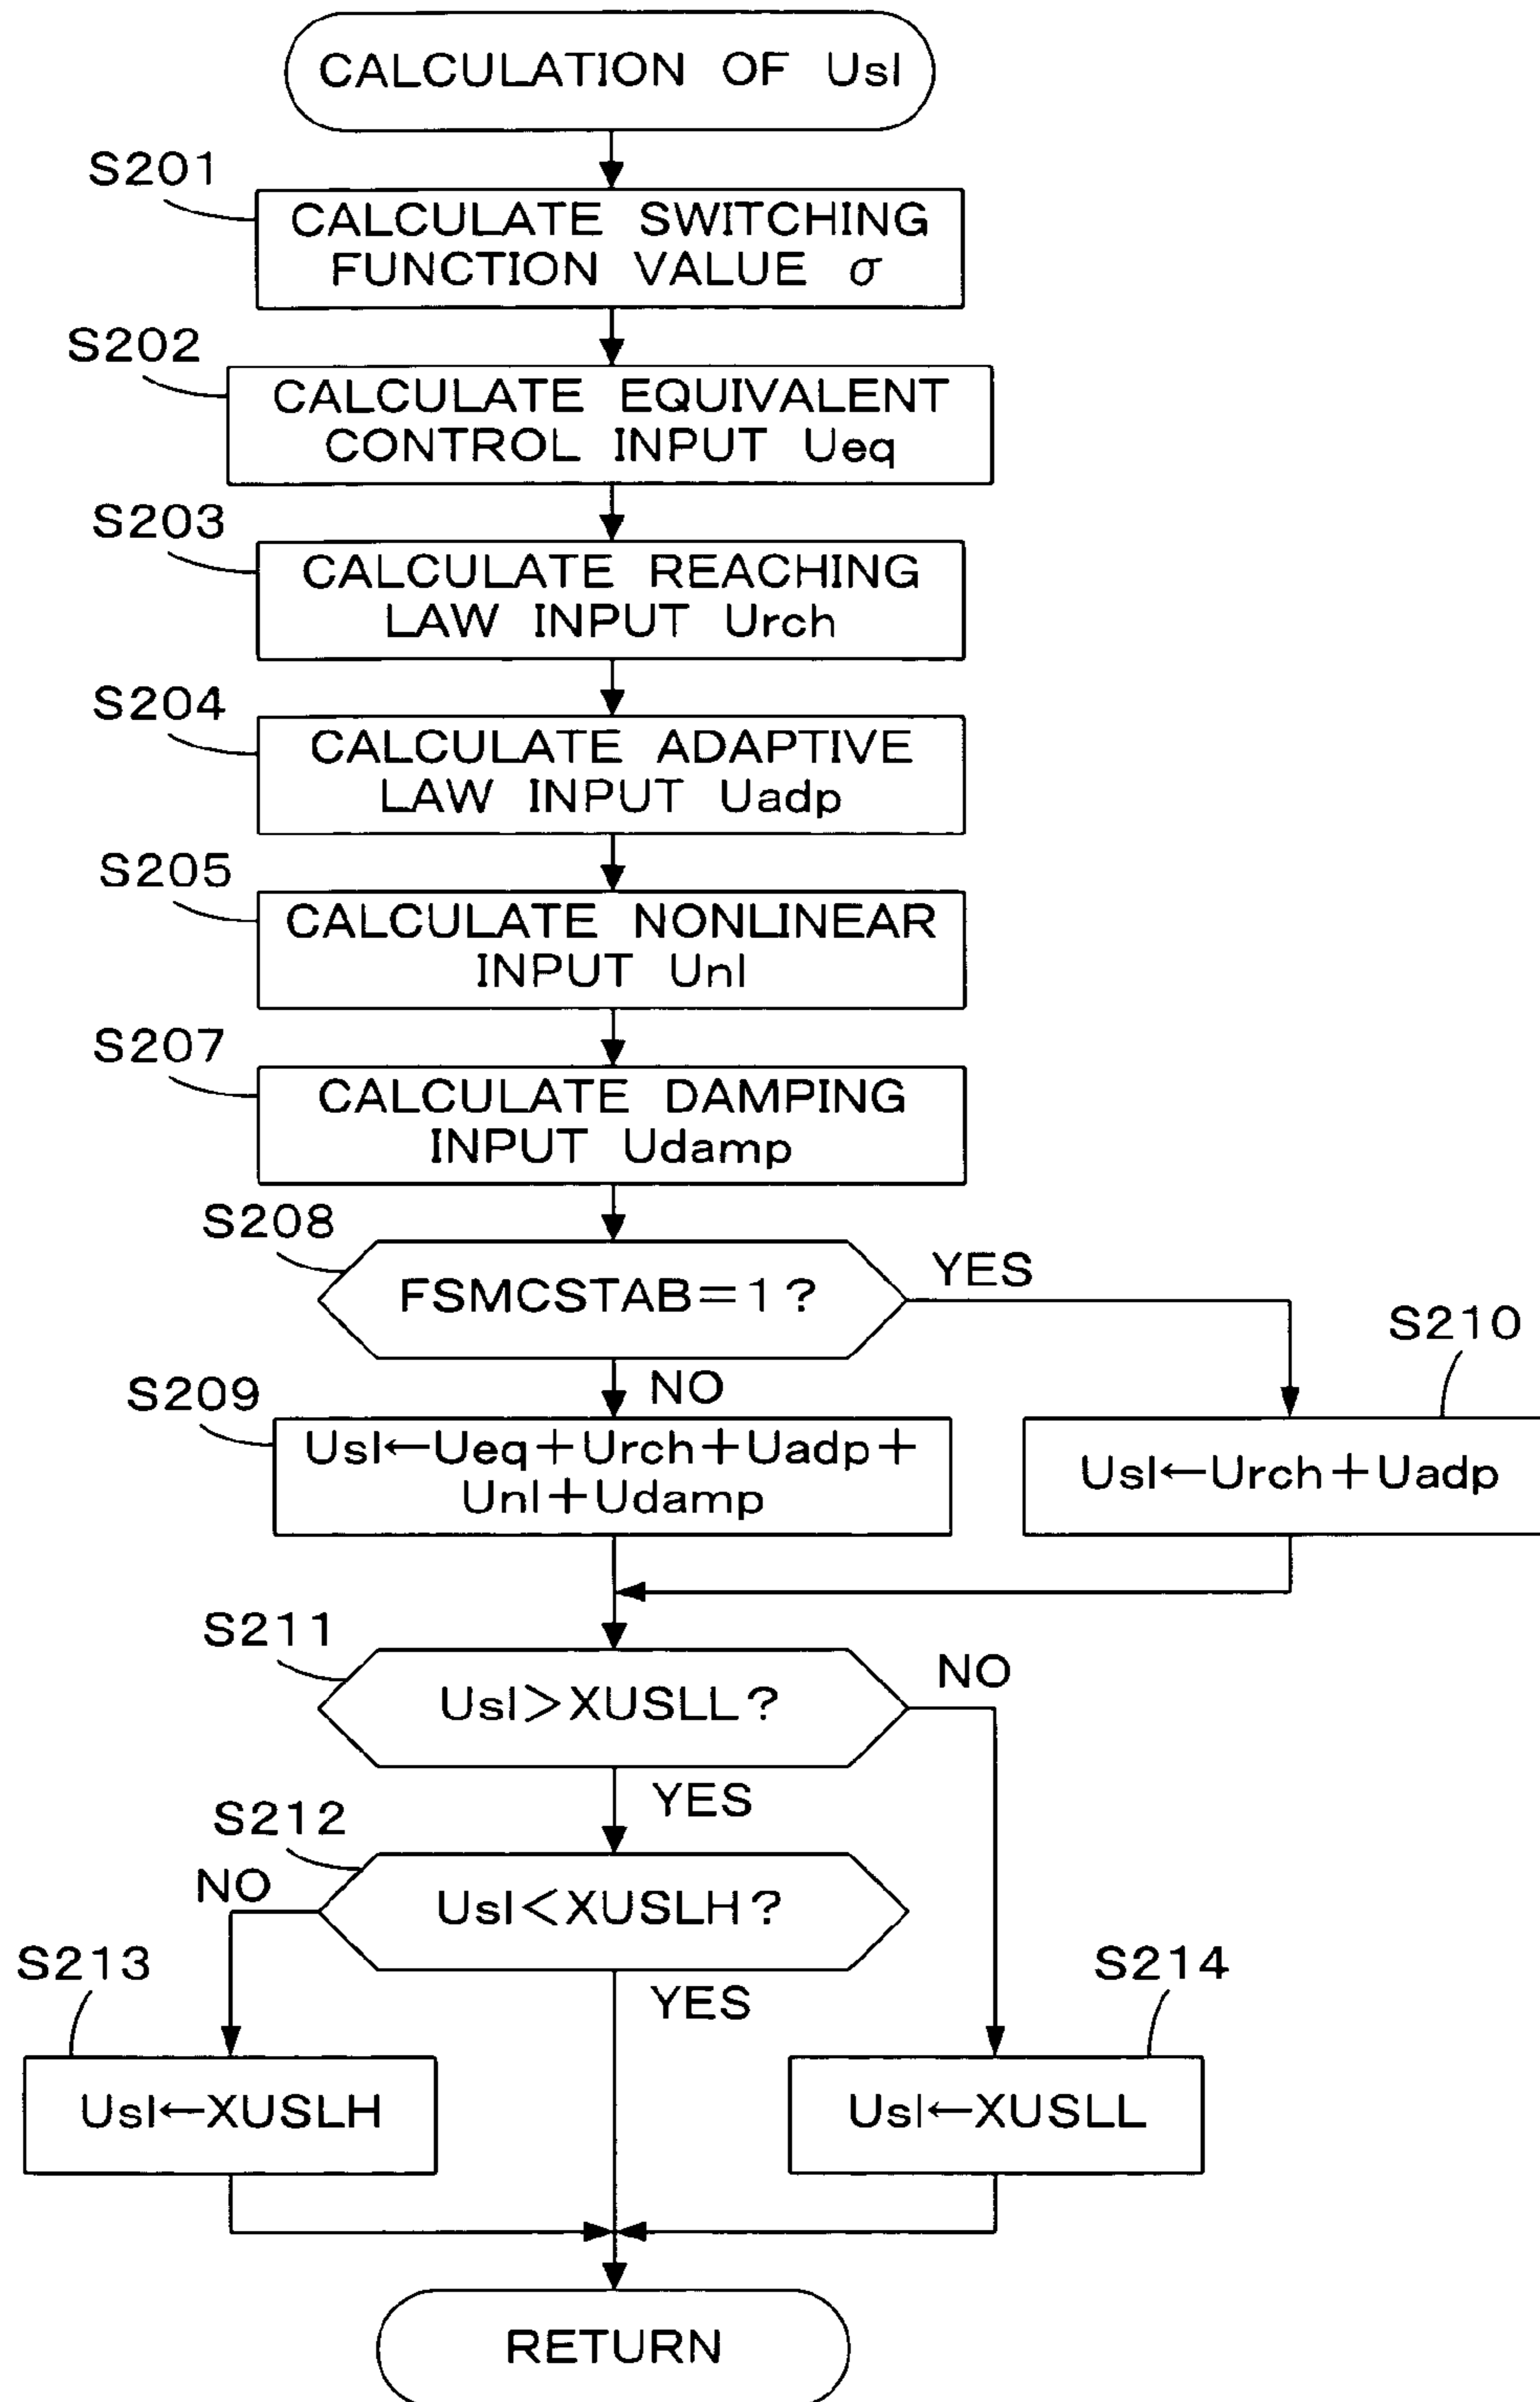 CALCULATION OF Usl
S201
CALCULATE SWITCHING
FUNCTION VALUE σ
S202
CALCULATE EQUIVALENT
CONTROL INPUT Ueq
S203
CALCULATE REACHING
LAW INPUT Urch
S204
CALCULATE ADAPTIVE
LAW INPUT Uadp
S205
CALCULATE NONLINEAR
INPUT Unl
S207
CALCULATE DAMPING
INPUT Udamp
S208
FSMCSTAB=1?
YES
S210
NO
S209
Usl←Ueq+Urch+Uadp+
Unl+Udamp
Usl←Urch+Uadp
S211
Usl>XUSLL?
NO
YES
S212
NO
Usl<XUSLH?
YES
S213
S214
Usl←XUSLH
Usl←XUSLL
RETURN